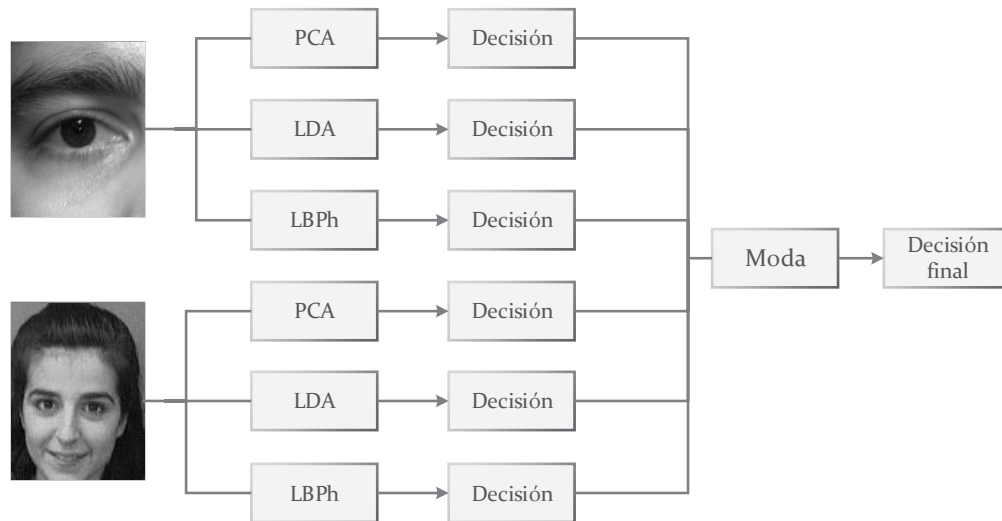 PCA
Decisión
LDA
Decisión
LBPh
Decisión
Moda
Decisión
final
PCA
Decisión
LDA
Decisión
LBPh
Decisión